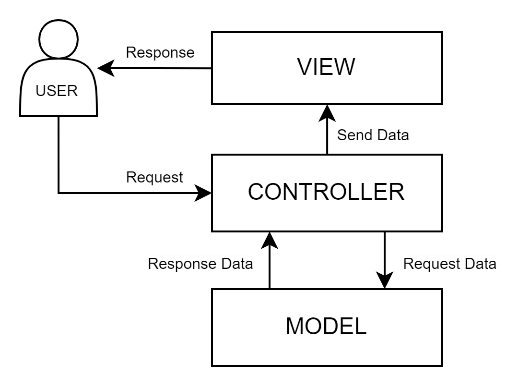 Response
VIEW
USER
Send Data
Request
CONTROLLER
Response Data
Request Data
MODEL